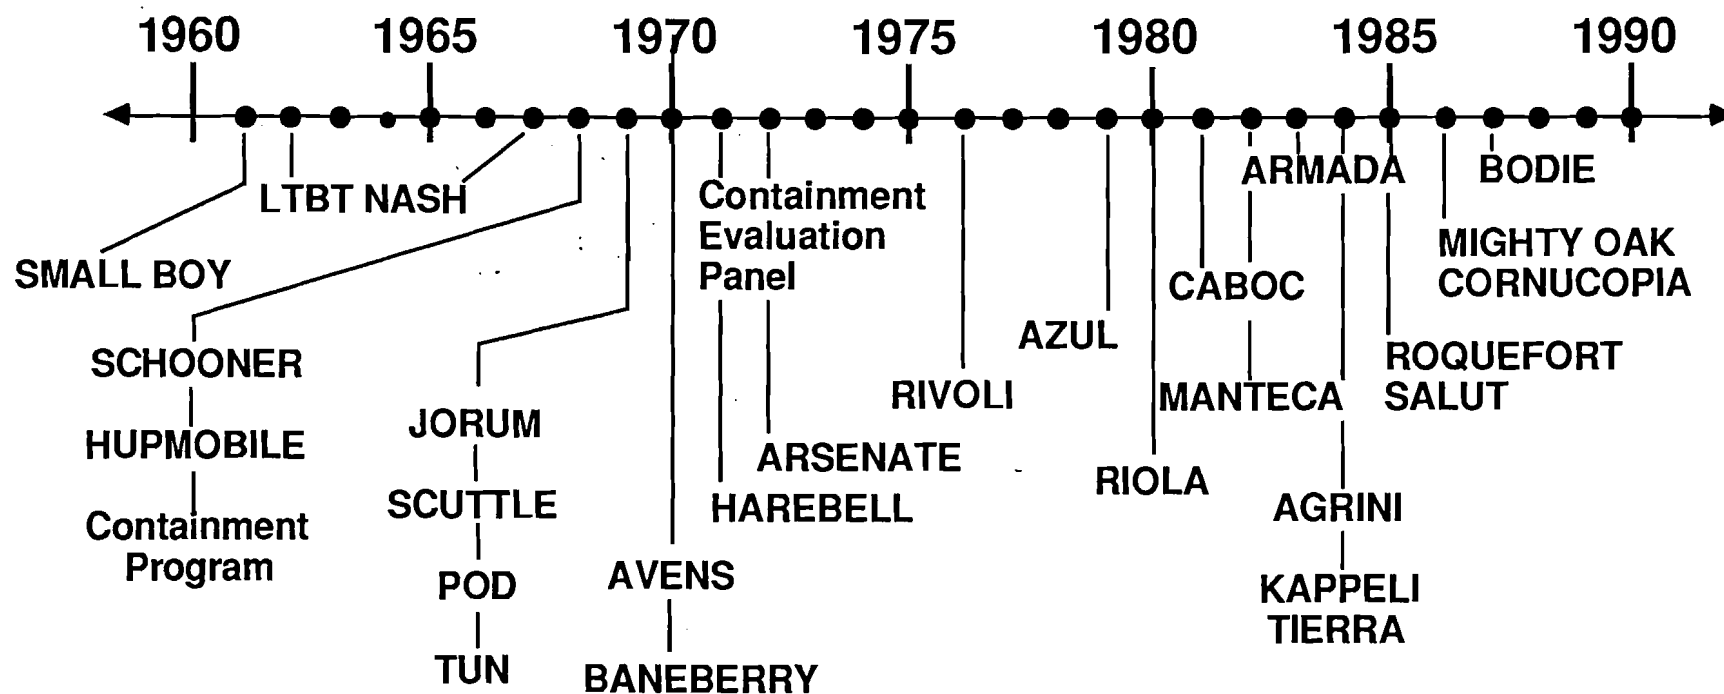 1960 1965 1970 1975 1980 1985 1990
LTBT NASH
SMALL BOY
SCHOONER
HUPMOBILE
Containment
Program
JORUM
SCUTTLE
POD
TUN
AVENS
BANEBERRY
Containment
Evaluation
Panel
HAREBELL
ARSENATE
RIVOLI
AZUL
RIOLA
CABOC
MANTECA
ARMADA
AGRINI
KAPPELI
TIERRA
ROQUEFORT
SALUT
MIGHTY OAK
CORNUCOPIA
BODIE